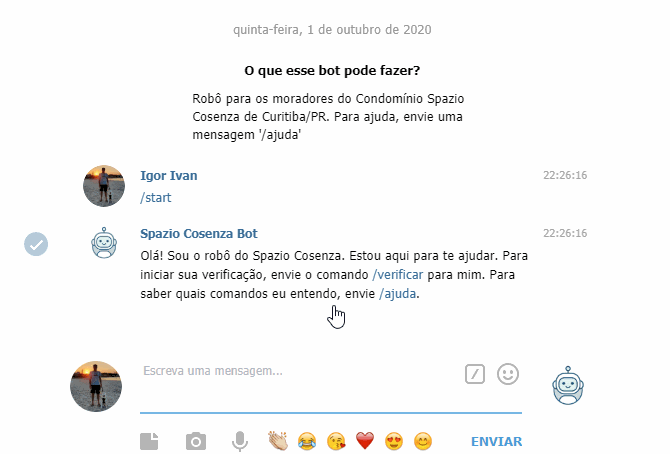 quinta-feira, 1 de outubro de 2020
O que esse bot pode fazer?
Robô para os moradores do Condomínio Spazio
Cosenza de Curitiba/PR. Para ajuda, envie uma
mensagem '/ajuda'
Igor Ivan 22:26:16
/start
Spazio Cosenza Bot 22:26:16
Olá! Sou o robô do Spazio Cosenza. Estou aqui para te ajudar. Para
iniciar sua verificação, envie o comando /verificar para mim. Para
saber quais comandos eu entendo, envie /ajuda.
Escreva uma mensagem...
ENVIAR